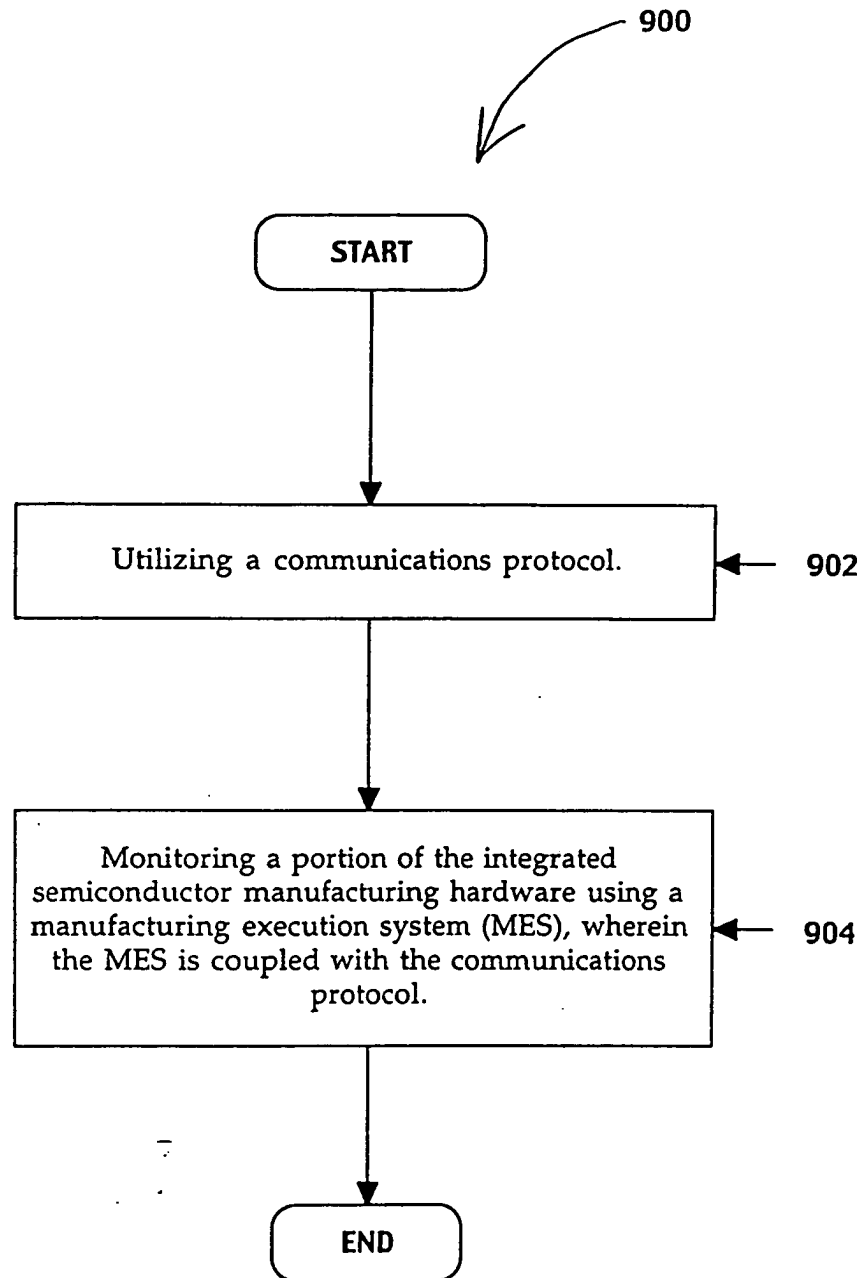 900
START
Utilizing a communications protocol.
902
Monitoring a portion of the integrated
semiconductor manufacturing hardware using a
manufacturing execution system (MES), wherein
the MES is coupled with the communications
protocol.
904
END